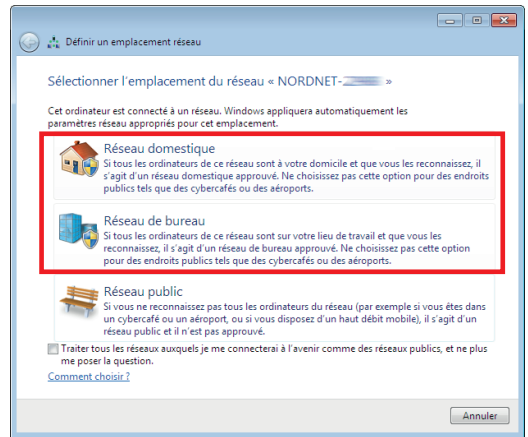 Définir un emplacement réseau
Sélectionner l'emplacement du réseau « NORDNET- »
Cet ordinateur est connecté à un réseau. Windows appliquera automatiquement les
paramètres réseau appropriés pour cet emplacement.
Réseau domestique
Si tous les ordinateurs de ce réseau sont à votre domicile et que vous les reconnaissez, il
s'agit d'un réseau domestique approuvé. Ne choisissez pas cette option pour des endroits
publics tels que des cybercafés ou des aéroports.
Réseau de bureau
Si tous les ordinateurs de ce réseau sont sur votre lieu de travail et que vous les
reconnaissez, il s'agit d'un réseau de bureau approuvé. Ne choisissez pas cette option
pour des endroits publics tels que des cybercafés ou des aéroports.
Réseau public
Si vous ne reconnaissez pas tous les ordinateurs du réseau (par exemple si vous êtes dans
un cybercafé ou un aéroport, ou si vous disposez d'un haut débit mobile), il s'agit d'un
réseau public et il n'est pas approuvé.
Traiter tous les réseaux auxquels je me connecterai à l'avenir comme des réseaux publics, et ne plus
me poser la question.
Comment choisir ?
Annuler